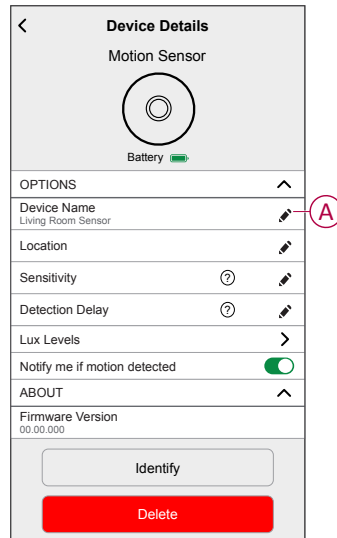 Device Details
Motion Sensor
Battery
OPTIONS
Device Name
Living Room Sensor
A
Location
Sensitivity ?
Detection Delay ?
Lux Levels
Notify me if motion detected
ABOUT
Firmware Version
00.00.000
Identify
Delete